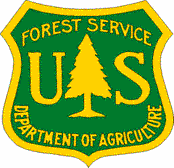 FOREST SERVICE
U S
DEPARTMENT OF AGRICULTURE